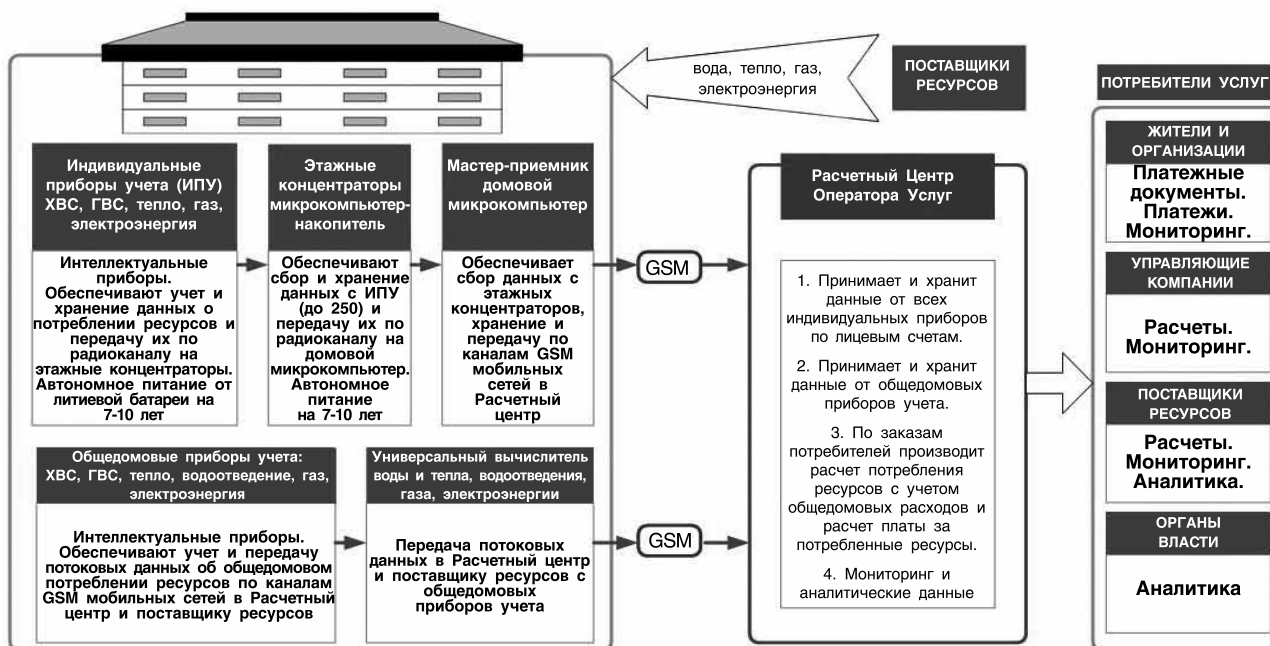 вода, тепло, газ,
электроэнергия
ПОСТАВЩИКИ
РЕСУРСОВ
ПОТРЕБИТЕЛИ УСЛУГ
Индивидуальные
приборы учета (ИПУ)
ХВС, ГВС, тепло, газ,
электроэнергия
Интеллектуальные
приборы.
Обеспечивают учет и
хранение данных о
потреблении ресурсов и
передачу их по
радиоканалу на
этажные концентраторы.
Автономное питание от
литиевой батареи на
7-10 лет
Этажные
концентраторы
микрокомпьютер-
накопитель
Обеспечивают
сбор и хранение
данных с ИПУ
(до 250) и
передачу их по
радиоканалу на
домовой
микрокомпьютер.
Автономное
питание
на 7-10 лет
Мастер-приемник
домовой
микрокомпьютер
Обеспечивает
сбор данных с
этажных
концентраторов,
хранение и
передачу по
каналам GSM
мобильных
сетей в
Расчетный
центр
GSM
Общедомовые приборы учета:
ХВС, ГВС, тепло, водоотведение, газ,
электроэнергия
Интеллектуальные приборы.
Обеспечивают учет и передачу
потоковых данных об общедомовом
потреблении ресурсов по каналам
GSM мобильных сетей в Расчетный
центр и поставщику ресурсов
Универсальный вычислитель
воды и тепла, водоотведения,
газа, электроэнергии
Передача потоковых
данных в Расчетный центр
и поставщику ресурсов с
общедомовых
приборов учета
GSM
Расчетный Центр
Оператора Услуг
1. Принимает и хранит
данные от всех
индивидуальных приборов
по лицевым счетам.
2. Принимает и хранит
данные от общедомовых
приборов учета.
3. По заказам
потребителей производит
расчет потребления
ресурсов с учетом
общедомовых расходов и
расчет платы за
потребленные ресурсы.
4. Мониторинг и
аналитические данные
ЖИТЕЛИ И
ОРГАНИЗАЦИИ
Платежные
документы.
Платежи.
Мониторинг.
УПРАВЛЯЮЩИЕ
КОМПАНИИ
Расчеты.
Мониторинг.
ПОСТАВЩИКИ
РЕСУРСОВ
Расчеты.
Мониторинг.
Аналитика.
ОРГАНЫ
ВЛАСТИ
Аналитика